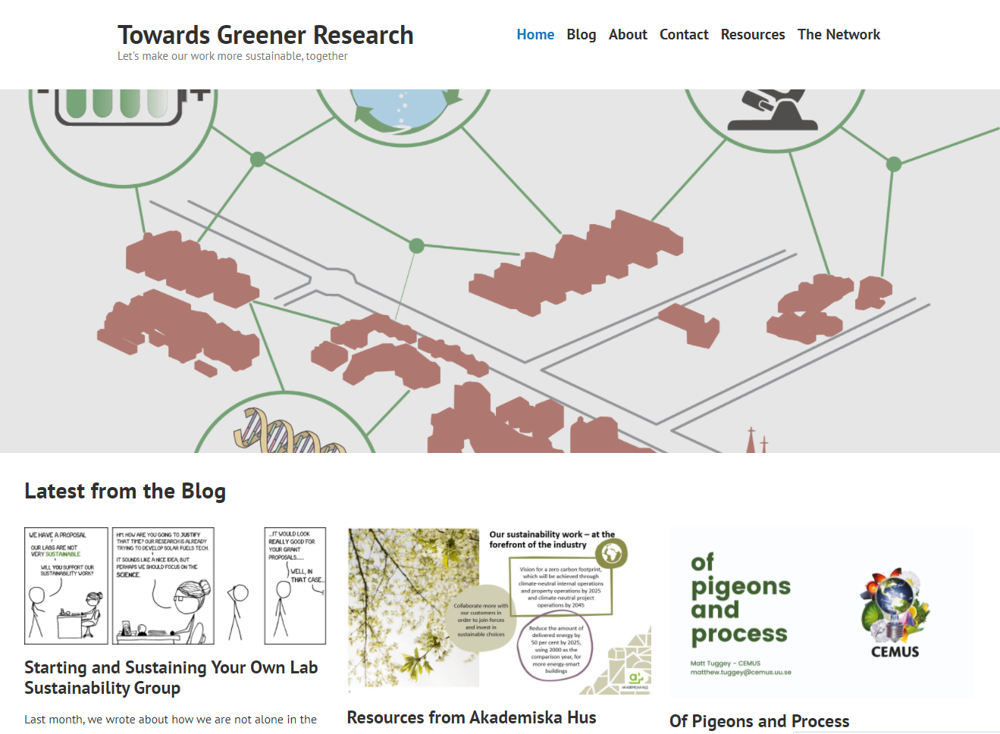 Towards Greener Research
Let's make our work more sustainable, together
Home Blog About Contact Resources The Network
Latest from the Blog
WE HAVE A PROPOSAL
OUR LABS ARE NOT
VERY SUSTAINABLE.
WILL YOU SUPPORT OUR
SUSTAINABILITY WORK?
HM. HOW ARE YOU GOING TO JUSTIFY
THAT TIME? OUR RESEARCH IS ALREADY
TRYING TO DEVELOP SOLAR FUELS TECH.
IT SOUNDS LIKE A NICE IDEA, BUT
PERHAPS WE SHOULD FOCUS ON THE
SCIENCE.
...IT WOULD LOOK
REALLY GOOD FOR
YOUR GRANT
PROPOSALS.....
WELL, IN
THAT CASE...
Starting and Sustaining Your Own Lab
Sustainability Group
Last month, we wrote about how we are not alone in the
Our sustainability work – at the
forefront of the industry
Vision for a zero carbon footprint,
which will be achieved through
climate-neutral internal operations
and property operations by 2025
and climate-neutral project
operations by 2045
Collaborate more with
our customers in
order to join forces
and invest in
sustainable choices
Reduce the amount of
delivered energy by
50 per cent by 2025,
using 2000 as the
comparison year, for
more energy-smart
buildings
AKADEMISKA HUS
Resources from Akademiska Hus
of
pigeons
and
process
Matt Tuggey - CEMUS
matthew.tuggey@cemus.uu.se
CEMUS
Of Pigeons and Process